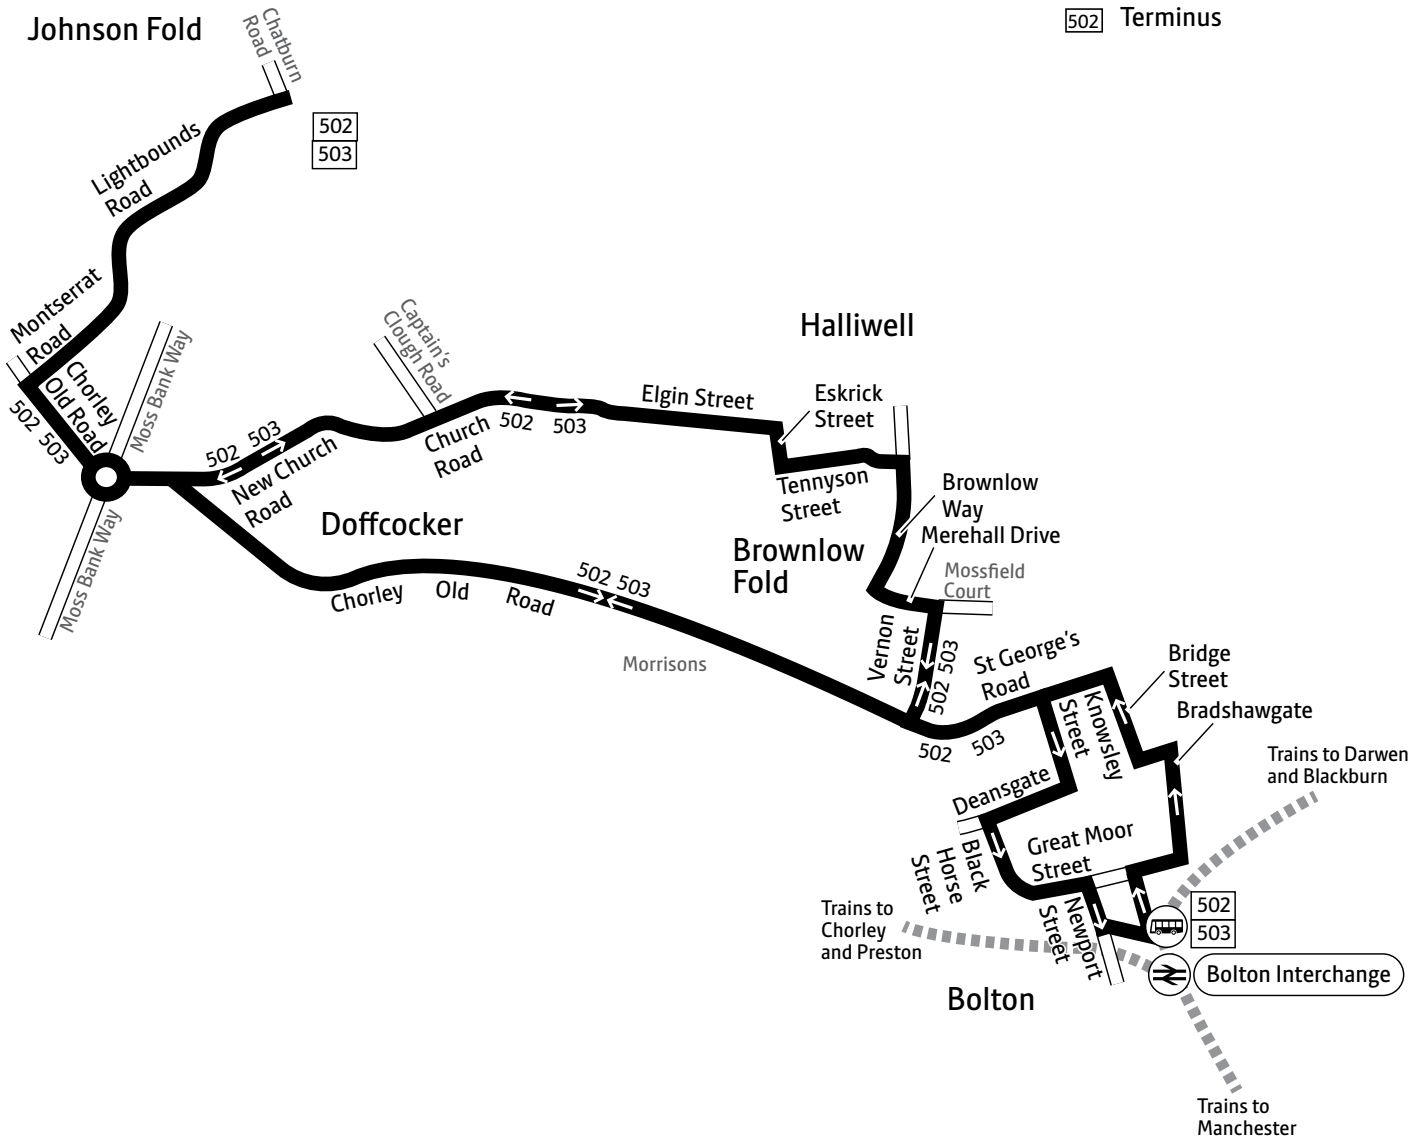 Johnson Fold
Chatburn
Road
502
Terminus
502
503
Lightbounds
Road
Montserrat
Road
Chorley
Old Road
502 503
Moss Bank Way
Moss Bank Way
502 503
New Church
Road
Captain's
Clough Road
Church
Road
502 503
Elgin Street
Halliwell
Eskrick
Street
Tennyson
Street
Brownlow
Way
Merehall Drive
Mossfield
Court
Doffcocker
Brownlow
Fold
Chorley Old Road
502 503
Morrisons
Vernon
Street
502 503
St George's
Road
502 503
Bridge
Street
Bradshawgate
Knowsley
Street
Trains to Darwen
and Blackburn
Deansgate
Great Moor
Street
Black
Horse
Street
Newport
Street
Trains to
Chorley
and Preston
502
503
Bolton Interchange
Bolton
Trains to
Manchester